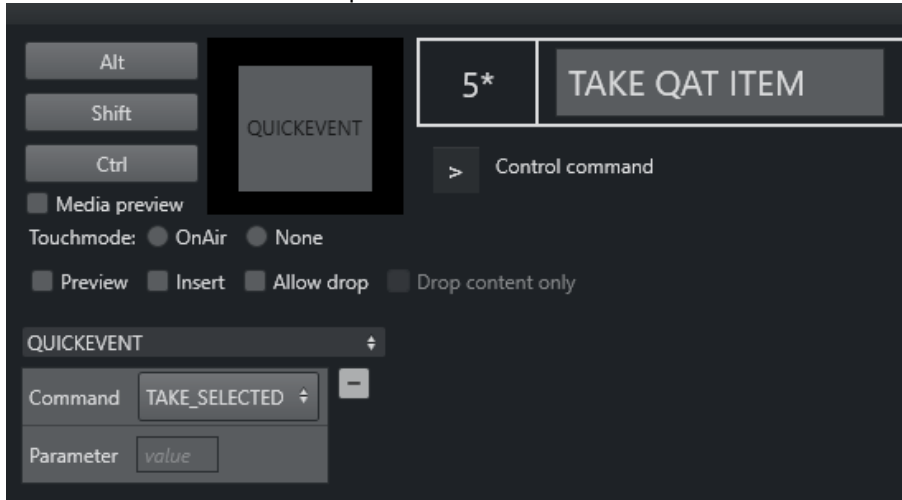 Alt
Shift
Ctrl
Media preview
QUICKEVENT
5*
TAKE QAT ITEM
>
Control command
Touchmode: OnAir None
Preview Insert Allow drop Drop content only
QUICKEVENT
Command TAKE_SELECTED -
Parameter value